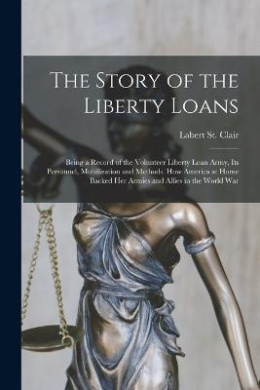 THE STORY OF THE
LIBERTY LOANS
Labert St. Clair
Being a Record of the Volunteer Liberty Loan Army, Its
Personnel, Mobilization and Methods. How America at Home
Backed Her Armies and Allies in the World War